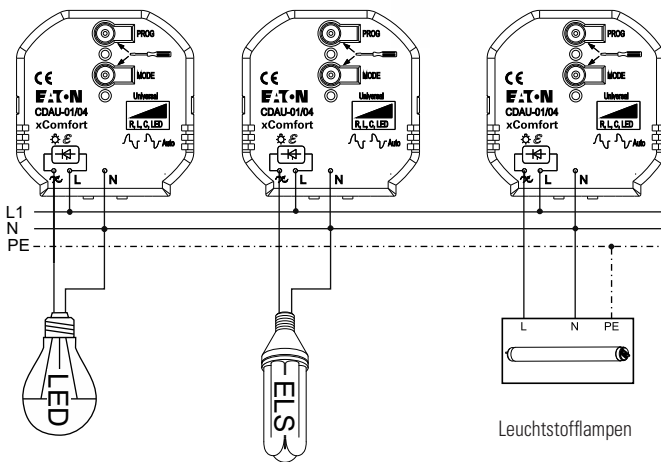 PROG
MODE
CE
EATON
CDAU-01/04
xComfort
Universal
R, L, C, LED
Auto
L
N
PROG
MODE
CE
EATON
CDAU-01/04
xComfort
Universal
R, L, C, LED
Auto
L
N
PROG
MODE
CE
EATON
CDAU-01/04
xComfort
Universal
R, L, C, LED
Auto
L
N
L1
N
PE
LED
ELS
L N PE
Leuchtstofflampen